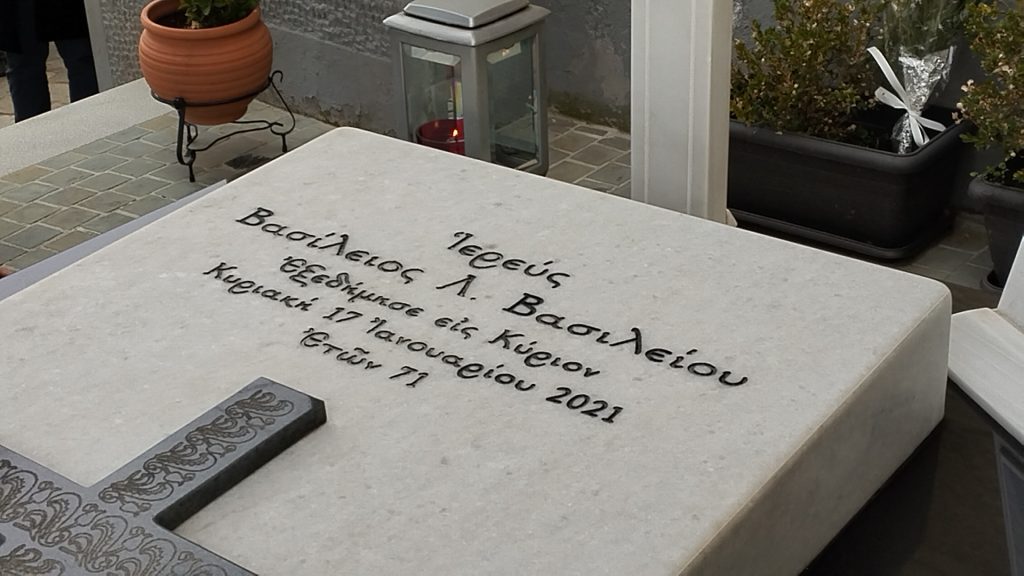 Ἱερεύς
Βασίλειος Λ. Βασιλείου
Ἐξεδήμησε εἰς Κύριον
Κυριακή 17 Ἰανουαρίου 2021
Ἐτῶν 71